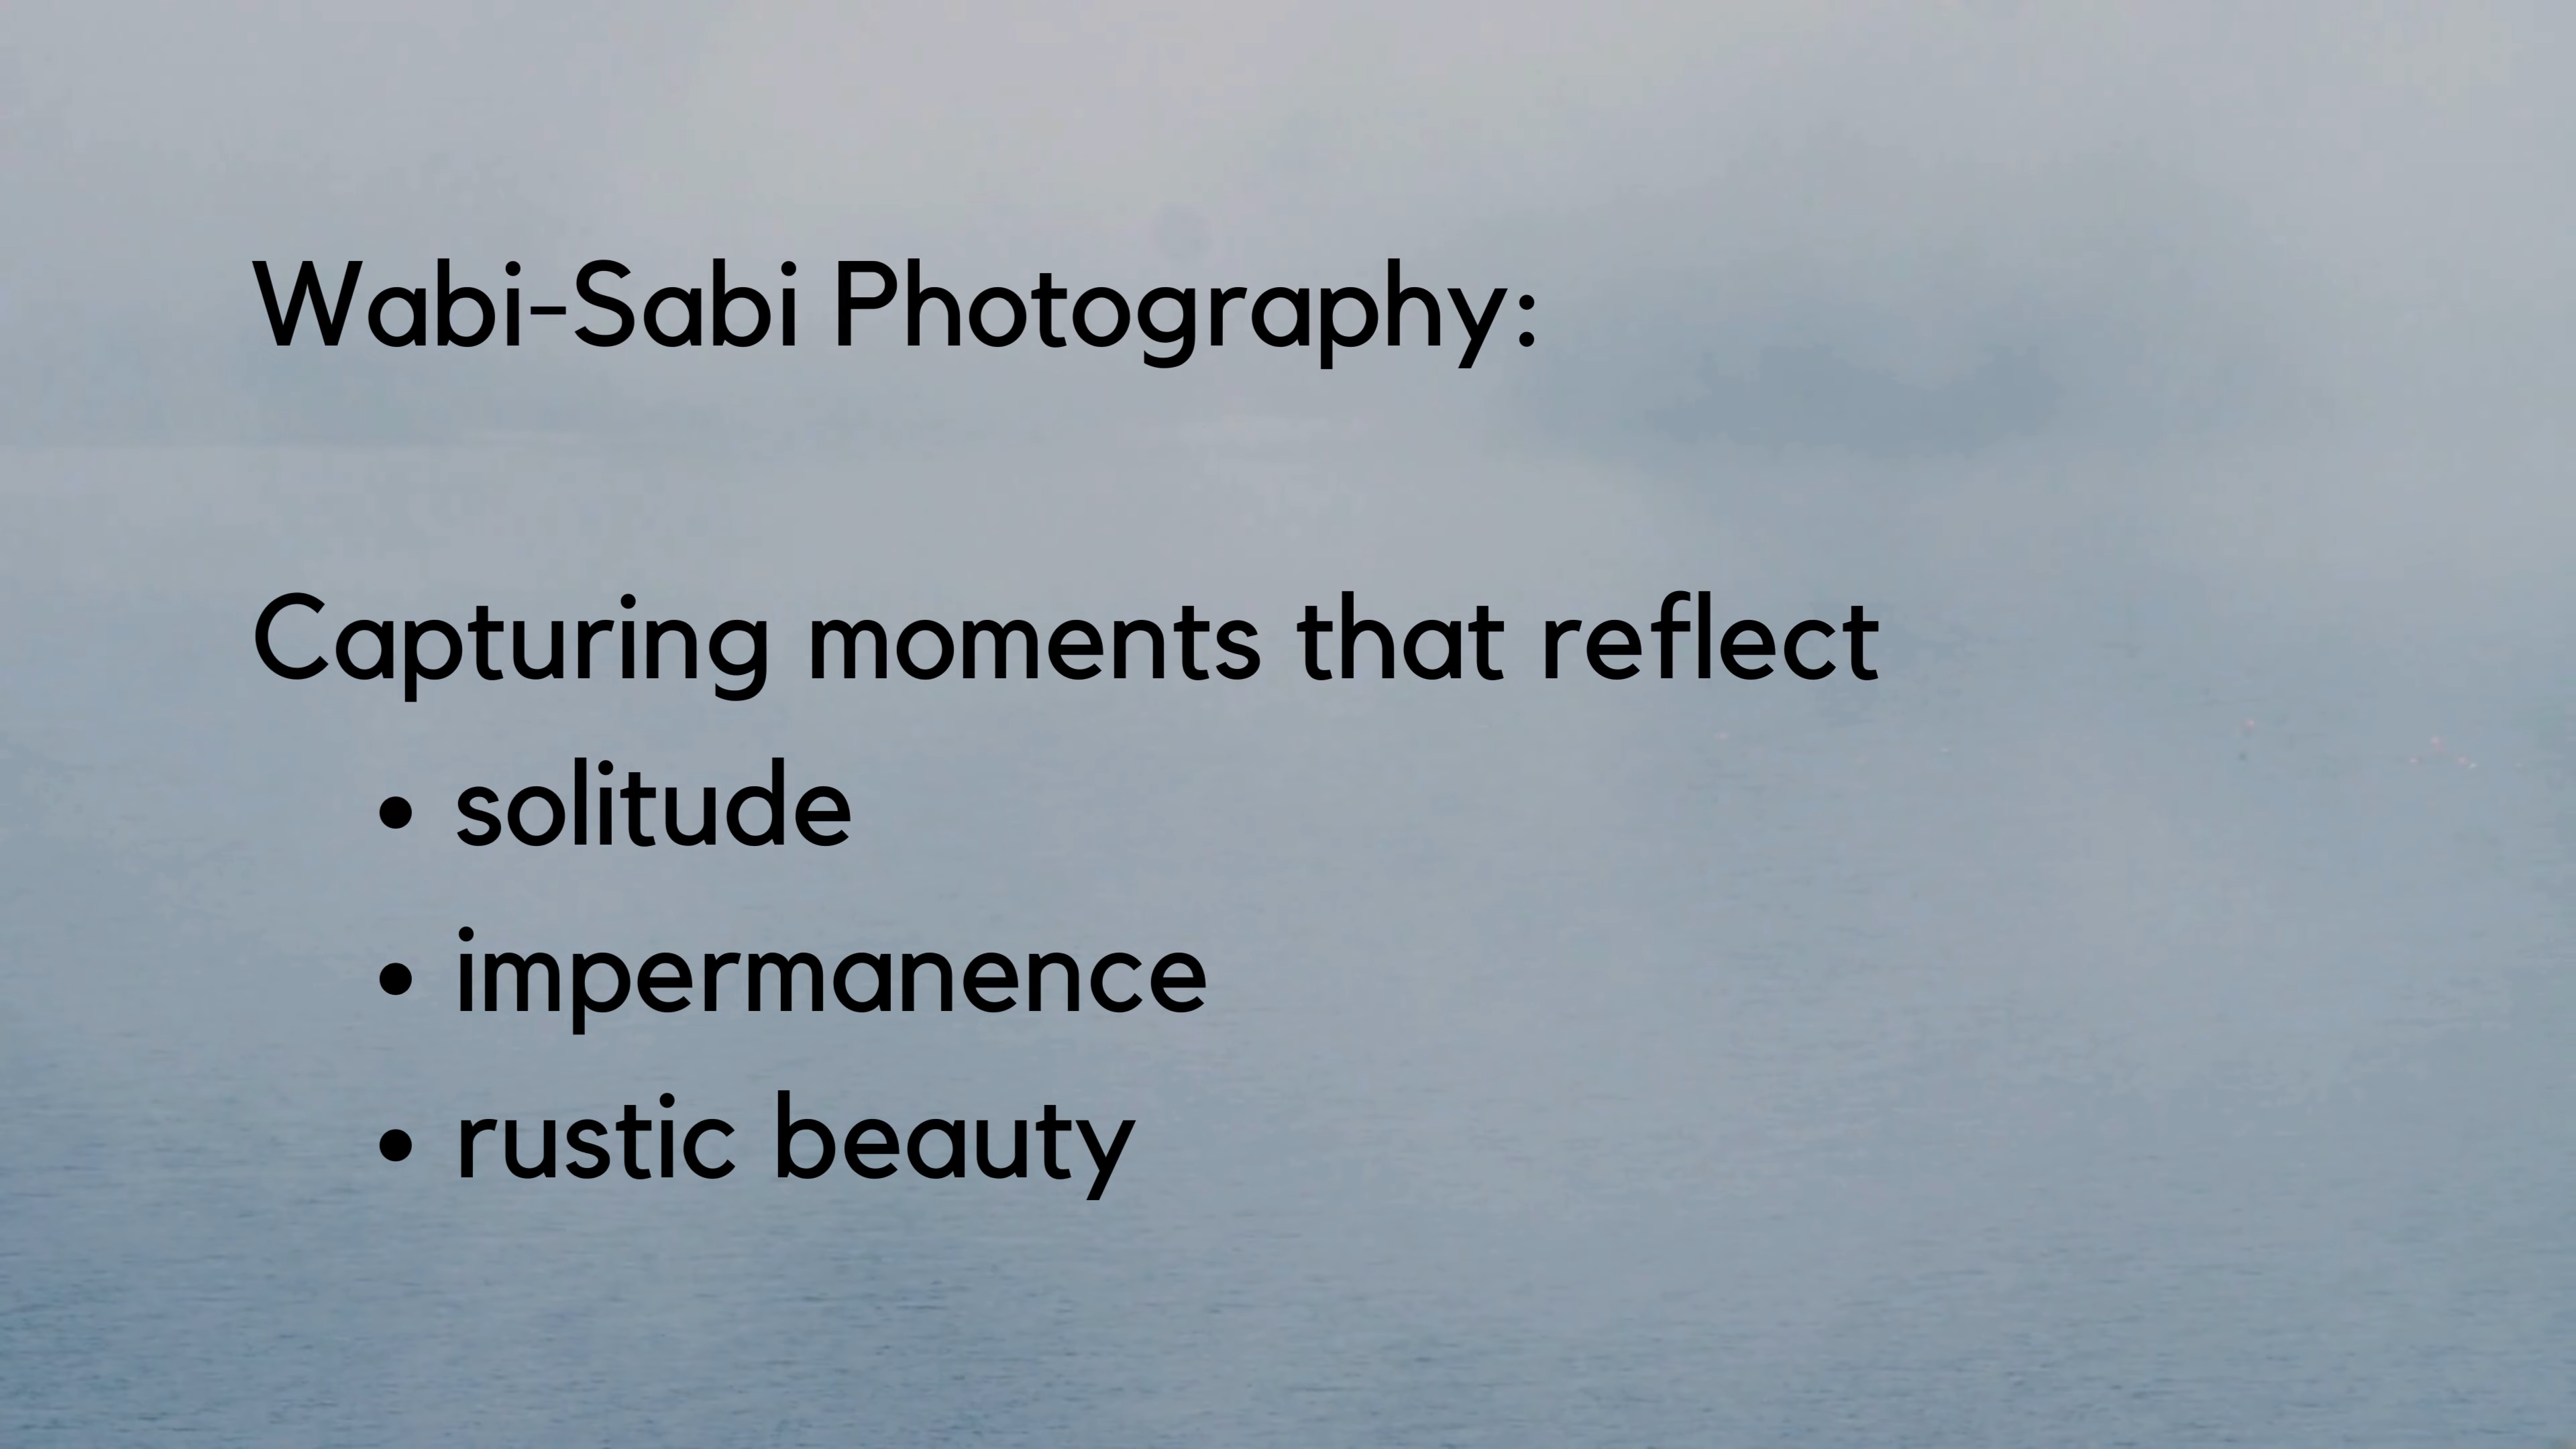 Wabi-Sabi Photography:
Capturing moments that reflect
• solitude
• impermanence
• rustic beauty